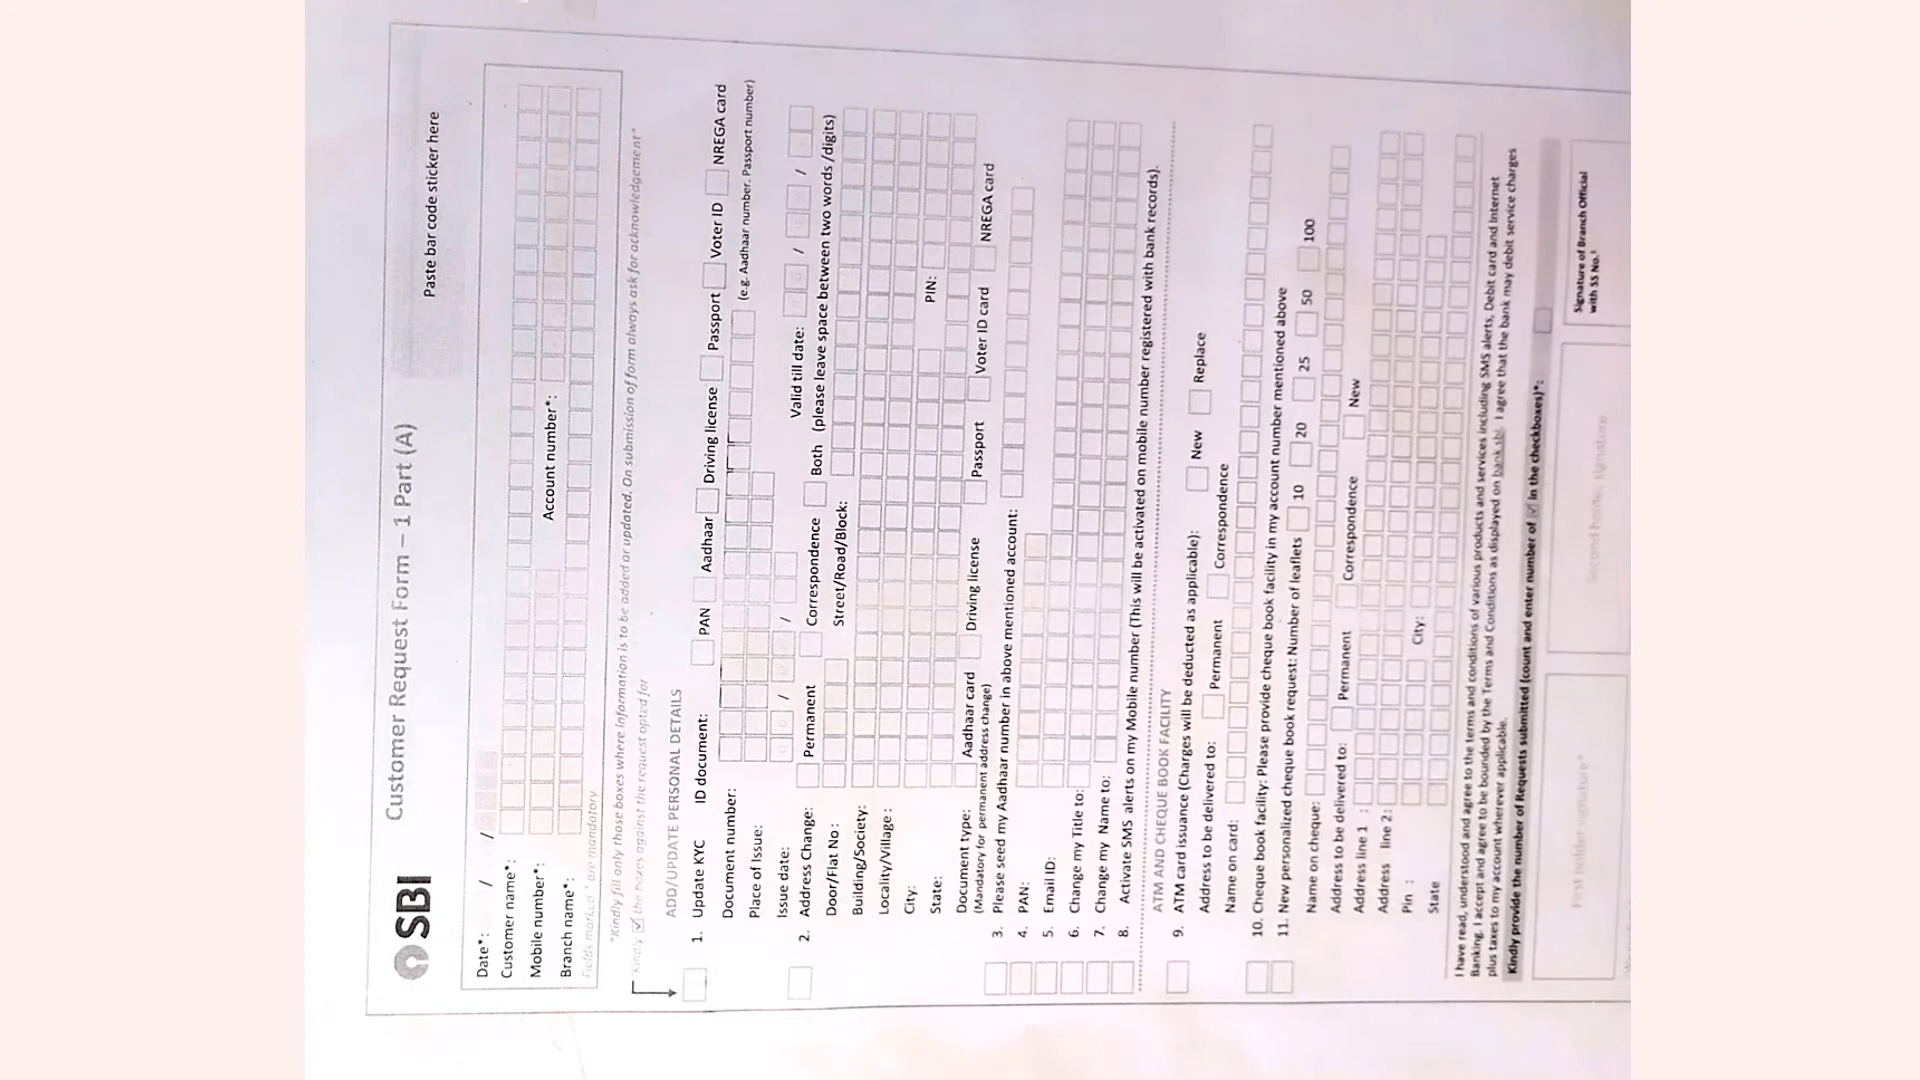 SBI
Customer Request Form – 1 Part (A)
Paste bar code sticker here
Date*: / /
Customer name*:
Mobile number*: Account number*:
Branch name*:
Fields marked * are mandatory
*Kindly fill only those boxes where information is to be added or updated. On submission of form always ask for acknowledgement*
Kindly ☑ the boxes against the request opted for
ADD/UPDATE PERSONAL DETAILS
1. Update KYC ID document: PAN Aadhaar Driving license Passport Voter ID NREGA card
Document number: (e.g. Aadhaar number. Passport number)
Place of Issue:
Issue date: / / Valid till date: / /
2. Address Change: Permanent Correspondence Both (please leave space between two words /digits)
Door/Flat No : Street/Road/Block:
Building/Society:
Locality/Village :
City:
State: PIN:
Document type: Aadhaar card Driving license Passport Voter ID card NREGA card
(Mandatory for permanent address change)
3. Please seed my Aadhaar number in above mentioned account:
4. PAN:
5. Email ID:
6. Change my Title to:
7. Change my Name to:
8. Activate SMS alerts on my Mobile number (This will be activated on mobile number registered with bank records).
ATM AND CHEQUE BOOK FACILITY
9. ATM card issuance (Charges will be deducted as applicable): New Replace
Address to be delivered to: Permanent Correspondence
Name on card:
10. Cheque book facility: Please provide cheque book facility in my account number mentioned above
11. New personalized cheque book request: Number of leaflets 10 20 25 50 100
Name on cheque:
Address to be delivered to: Permanent Correspondence New
Address line 1 :
Address line 2:
Pin : City:
State
I have read, understood and agree to the terms and conditions of various products and services including SMS alerts, Debit card and Internet
Banking. I accept and agree to be bounded by the Terms and Conditions as displayed on bank.sbi. I agree that the bank may debit service charges
plus taxes to my account wherever applicable.
Kindly provide the number of Requests submitted (count and enter number of ☑ in the checkboxes)*:
First holder signature* Second holder signature Signature of Branch Official
with SS No.